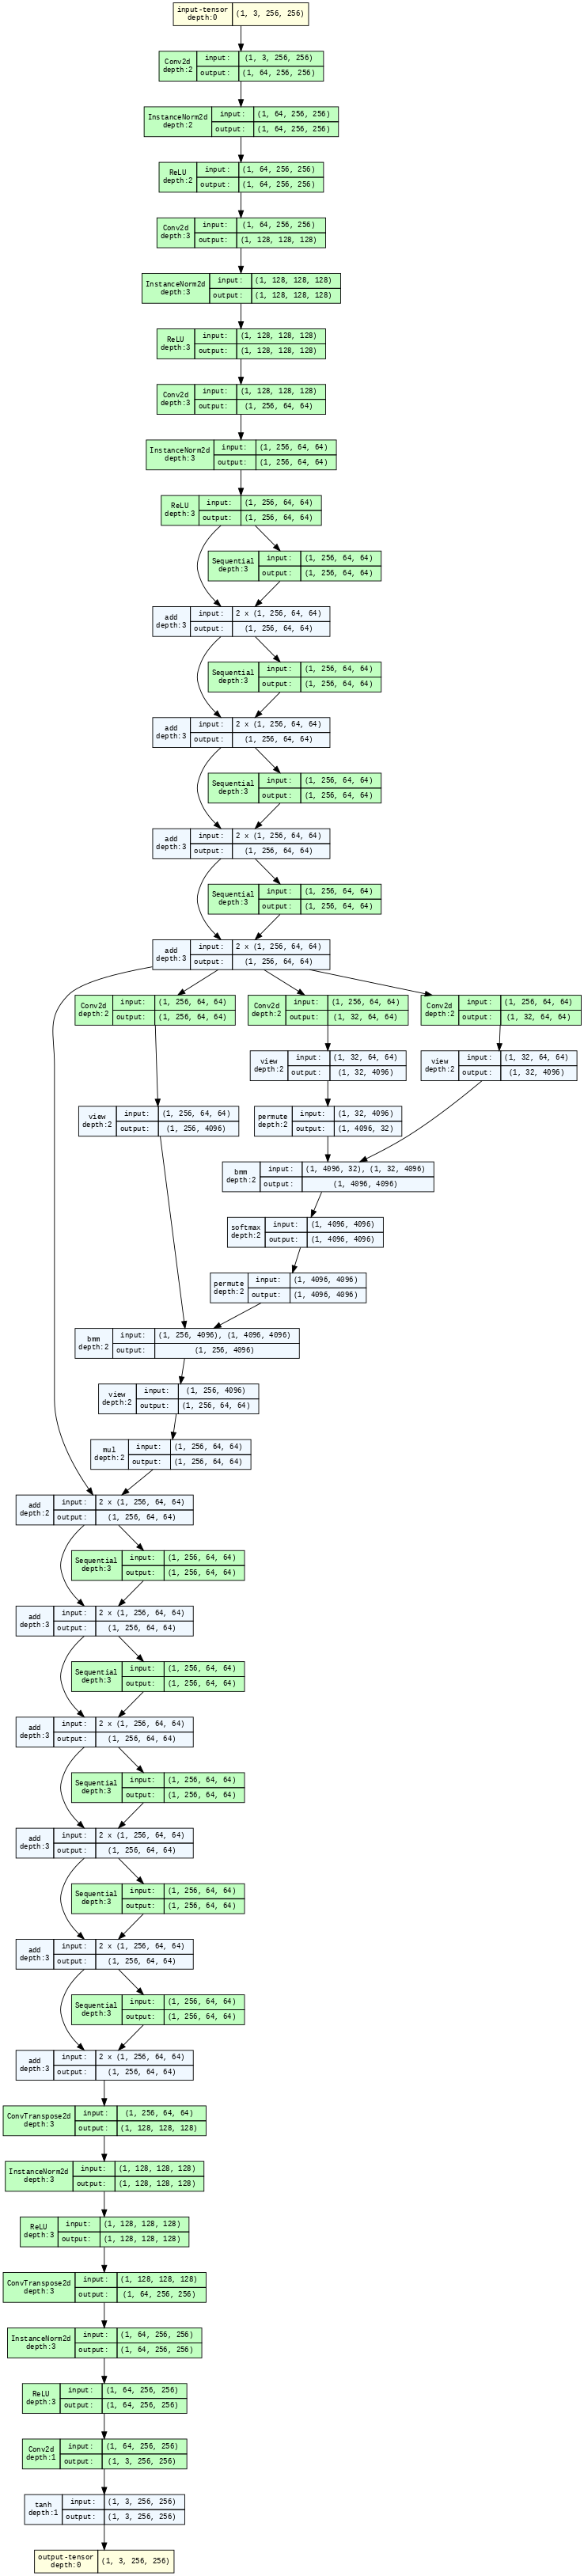 input-tensor
depth:0
(1, 3, 256, 256)
Conv2d
depth:2
input:
(1, 3, 256, 256)
output:
(1, 64, 256, 256)
InstanceNorm2d
depth:2
input:
(1, 64, 256, 256)
output:
(1, 64, 256, 256)
ReLU
depth:2
input:
(1, 64, 256, 256)
output:
(1, 64, 256, 256)
Conv2d
depth:3
input:
(1, 64, 256, 256)
output:
(1, 128, 128, 128)
InstanceNorm2d
depth:3
input:
(1, 128, 128, 128)
output:
(1, 128, 128, 128)
ReLU
depth:3
input:
(1, 128, 128, 128)
output:
(1, 128, 128, 128)
Conv2d
depth:3
input:
(1, 128, 128, 128)
output:
(1, 256, 64, 64)
InstanceNorm2d
depth:3
input:
(1, 256, 64, 64)
output:
(1, 256, 64, 64)
ReLU
depth:3
input:
(1, 256, 64, 64)
output:
(1, 256, 64, 64)
Sequential
depth:3
input:
(1, 256, 64, 64)
output:
(1, 256, 64, 64)
add
depth:3
input:
2 x (1, 256, 64, 64)
output:
(1, 256, 64, 64)
Sequential
depth:3
input:
(1, 256, 64, 64)
output:
(1, 256, 64, 64)
add
depth:3
input:
2 x (1, 256, 64, 64)
output:
(1, 256, 64, 64)
Sequential
depth:3
input:
(1, 256, 64, 64)
output:
(1, 256, 64, 64)
add
depth:3
input:
2 x (1, 256, 64, 64)
output:
(1, 256, 64, 64)
Sequential
depth:3
input:
(1, 256, 64, 64)
output:
(1, 256, 64, 64)
add
depth:3
input:
2 x (1, 256, 64, 64)
output:
(1, 256, 64, 64)
Conv2d
depth:2
input:
(1, 256, 64, 64)
output:
(1, 256, 64, 64)
Conv2d
depth:2
input:
(1, 256, 64, 64)
output:
(1, 32, 64, 64)
Conv2d
depth:2
input:
(1, 256, 64, 64)
output:
(1, 32, 64, 64)
view
depth:2
input:
(1, 32, 64, 64)
output:
(1, 32, 4096)
view
depth:2
input:
(1, 32, 64, 64)
output:
(1, 32, 4096)
view
depth:2
input:
(1, 256, 64, 64)
output:
(1, 256, 4096)
permute
depth:2
input:
(1, 32, 4096)
output:
(1, 4096, 32)
bmm
depth:2
input:
(1, 4096, 32), (1, 32, 4096)
output:
(1, 4096, 4096)
softmax
depth:2
input:
(1, 4096, 4096)
output:
(1, 4096, 4096)
permute
depth:2
input:
(1, 4096, 4096)
output:
(1, 4096, 4096)
bmm
depth:2
input:
(1, 256, 4096), (1, 4096, 4096)
output:
(1, 256, 4096)
view
depth:2
input:
(1, 256, 4096)
output:
(1, 256, 64, 64)
mul
depth:2
input:
(1, 256, 64, 64)
output:
(1, 256, 64, 64)
add
depth:2
input:
2 x (1, 256, 64, 64)
output:
(1, 256, 64, 64)
Sequential
depth:3
input:
(1, 256, 64, 64)
output:
(1, 256, 64, 64)
add
depth:3
input:
2 x (1, 256, 64, 64)
output:
(1, 256, 64, 64)
Sequential
depth:3
input:
(1, 256, 64, 64)
output:
(1, 256, 64, 64)
add
depth:3
input:
2 x (1, 256, 64, 64)
output:
(1, 256, 64, 64)
Sequential
depth:3
input:
(1, 256, 64, 64)
output:
(1, 256, 64, 64)
add
depth:3
input:
2 x (1, 256, 64, 64)
output:
(1, 256, 64, 64)
Sequential
depth:3
input:
(1, 256, 64, 64)
output:
(1, 256, 64, 64)
add
depth:3
input:
2 x (1, 256, 64, 64)
output:
(1, 256, 64, 64)
Sequential
depth:3
input:
(1, 256, 64, 64)
output:
(1, 256, 64, 64)
add
depth:3
input:
2 x (1, 256, 64, 64)
output:
(1, 256, 64, 64)
ConvTranspose2d
depth:3
input:
(1, 256, 64, 64)
output:
(1, 128, 128, 128)
InstanceNorm2d
depth:3
input:
(1, 128, 128, 128)
output:
(1, 128, 128, 128)
ReLU
depth:3
input:
(1, 128, 128, 128)
output:
(1, 128, 128, 128)
ConvTranspose2d
depth:3
input:
(1, 128, 128, 128)
output:
(1, 64, 256, 256)
InstanceNorm2d
depth:3
input:
(1, 64, 256, 256)
output:
(1, 64, 256, 256)
ReLU
depth:3
input:
(1, 64, 256, 256)
output:
(1, 64, 256, 256)
Conv2d
depth:1
input:
(1, 64, 256, 256)
output:
(1, 3, 256, 256)
tanh
depth:1
input:
(1, 3, 256, 256)
output:
(1, 3, 256, 256)
output-tensor
depth:0
(1, 3, 256, 256)